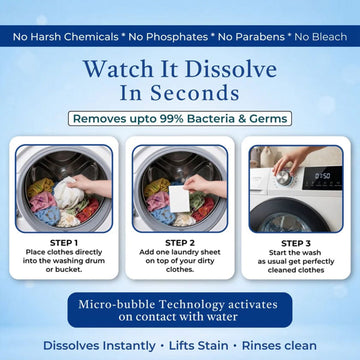 No Harsh Chemicals * No Phosphates * No Parabens * No Bleach
Watch It Dissolve
In Seconds
Removes upto 99% Bacteria & Germs
STEP 1
Place clothes directly
into the washing drum
or bucket.
STEP 2
Add one laundry sheet
on top of your dirty
clothes.
STEP 3
Start the wash
as usual get perfectly
cleaned clothes
Micro-bubble Technology activates
on contact with water
Dissolves Instantly • Lifts Stain • Rinses clean